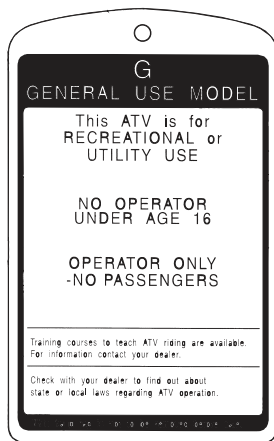 G
GENERAL USE MODEL
This ATV is for
RECREATIONAL or
UTILITY USE
NO OPERATOR
UNDER AGE 16
OPERATOR ONLY
-NO PASSENGERS
Training courses to teach ATV riding are available.
For information contact your dealer.
Check with your dealer to find out about
state or local laws regarding ATV operation.